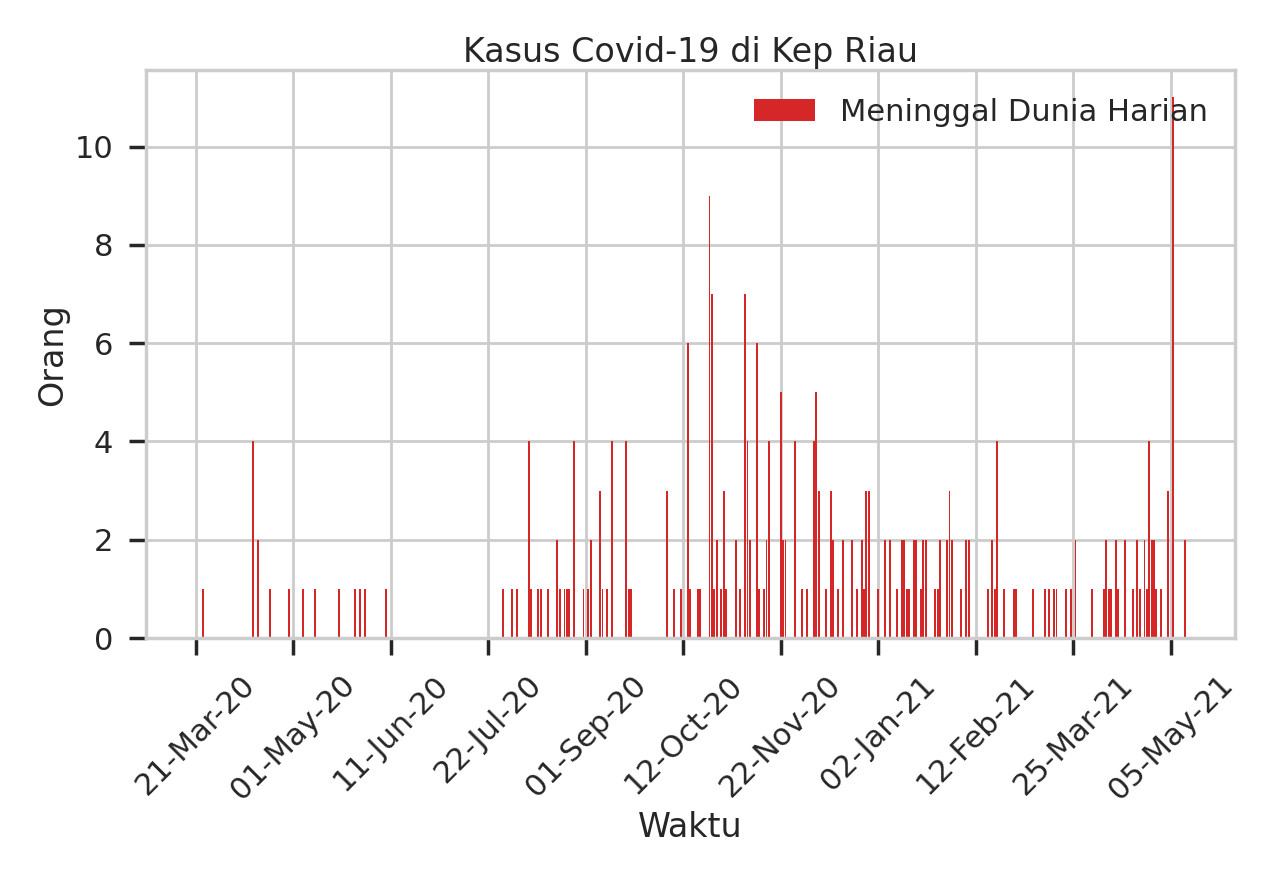 Kasus Covid-19 di Kep Riau
Meninggal Dunia Harian
10
8
6
4
2
0
Orang
21-Mar-20
01-May-20
11-Jun-20
22-Jul-20
01-Sep-20
12-Oct-20
22-Nov-20
02-Jan-21
12-Feb-21
25-Mar-21
05-May-21
Waktu